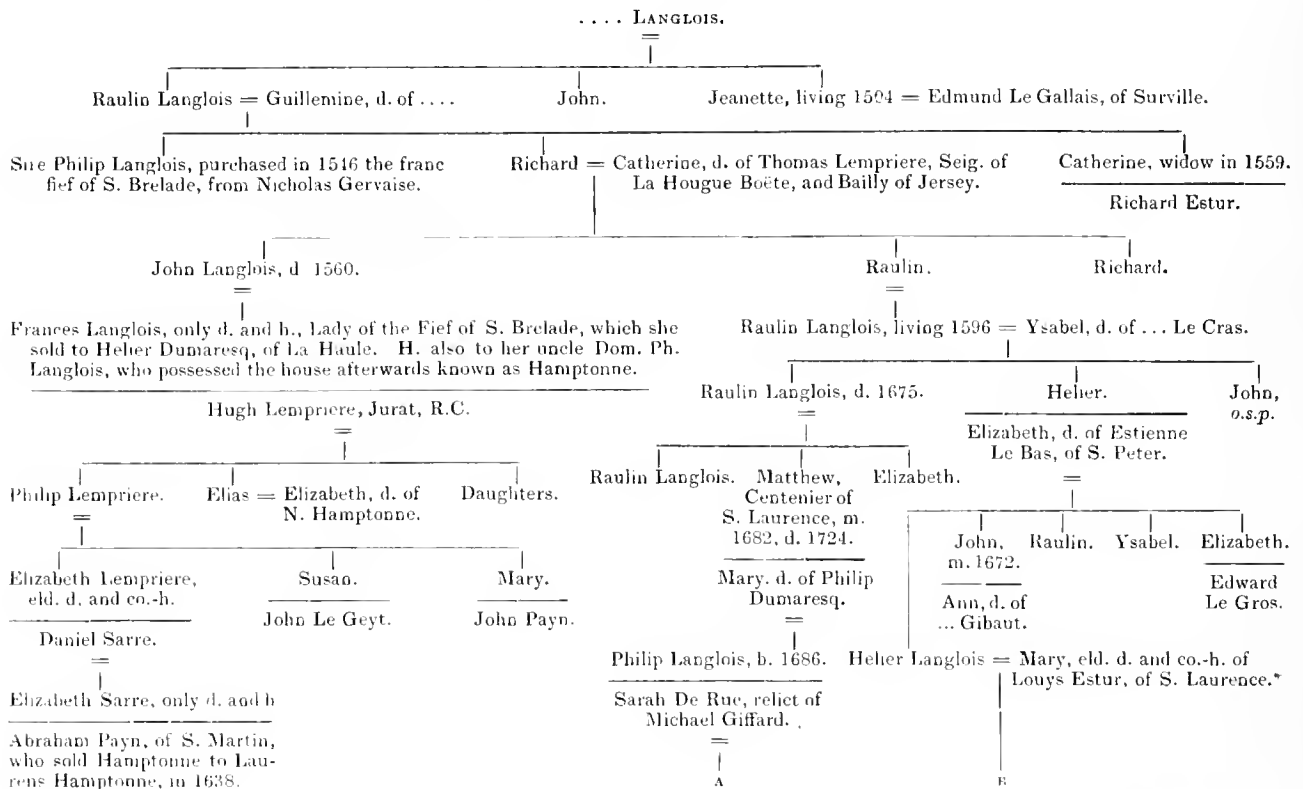 .... LANGLOIS.
=
Raulin Langlois = Guillemine, d. of .... John. Jeanette, living 1504 = Edmund Le Gallais, of Surville.
Sire Philip Langlois, purchased in 1546 the franc
fief of S. Brelade, from Nicholas Gervaise.
Richard = Catherine, d. of Thomas Lempriere, Seig. of
La Hougue Boëte, and Bailly of Jersey.
Catherine, widow in 1559.
Richard Estur.
John Langlois, d 1560.
=
Raulin.
=
Richard.
Frances Langlois, only d. and h., Lady of the Fief of S. Brelade, which she
sold to Helier Dumaresq, of La Haule. H. also to her uncle Dom. Ph.
Langlois, who possessed the house afterwards known as Hamptonne.
Hugh Lempriere, Jurat, R.C.
=
Raulin Langlois, living 1596 = Ysabel, d. of ... Le Cras.
Raulin Langlois, d. 1675.
=
Helier.
Elizabeth, d. of Estienne
Le Bas, of S. Peter.
=
John,
o.s.p.
Philip Lempriere.
=
Elias = Elizabeth, d. of
N. Hamptonne.
Daughters.
Raulin Langlois.
Matthew,
Centenier of
S. Laurence, m.
1682, d. 1724.
Mary. d. of Philip
Dumaresq.
=
Elizabeth.
Elizabeth Lempriere,
eld. d. and co.-h.
Daniel Sarre.
=
Susan.
John Le Geyt.
Mary.
John Payn.
John,
m. 1672.
Ann, d. of
... Gibaut.
Raulin.
Ysabel.
Elizabeth.
Edward
Le Gros.
Elizabeth Sarre, only d. and h
Abraham Payn, of S. Martin,
who sold Hamptonne to Lau-
rens Hamptonne, in 1638.
Philip Langlois, b. 1686.
Sarah De Rue, relict of
Michael Giffard.
=
A
Helier Langlois = Mary, eld. d. and co.-h. of
Louys Estur, of S. Laurence.*